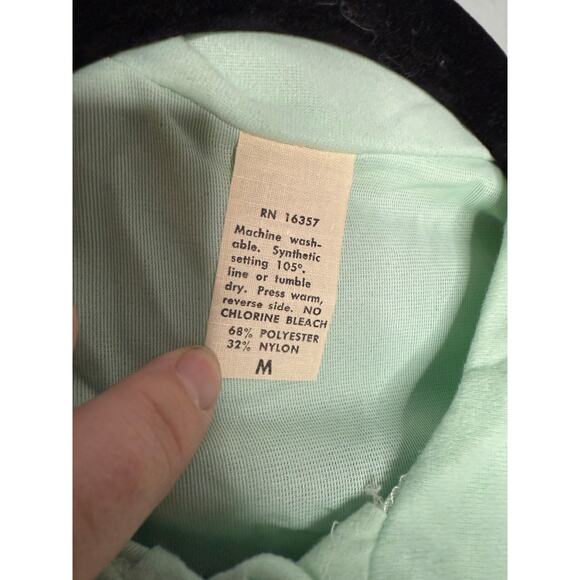 RN 16357
Machine wash-
able. Synthetic
setting 105°.
line or tumble
dry. Press warm,
reverse side. NO
CHLORINE BLEACH
68% POLYESTER
32% NYLON
M